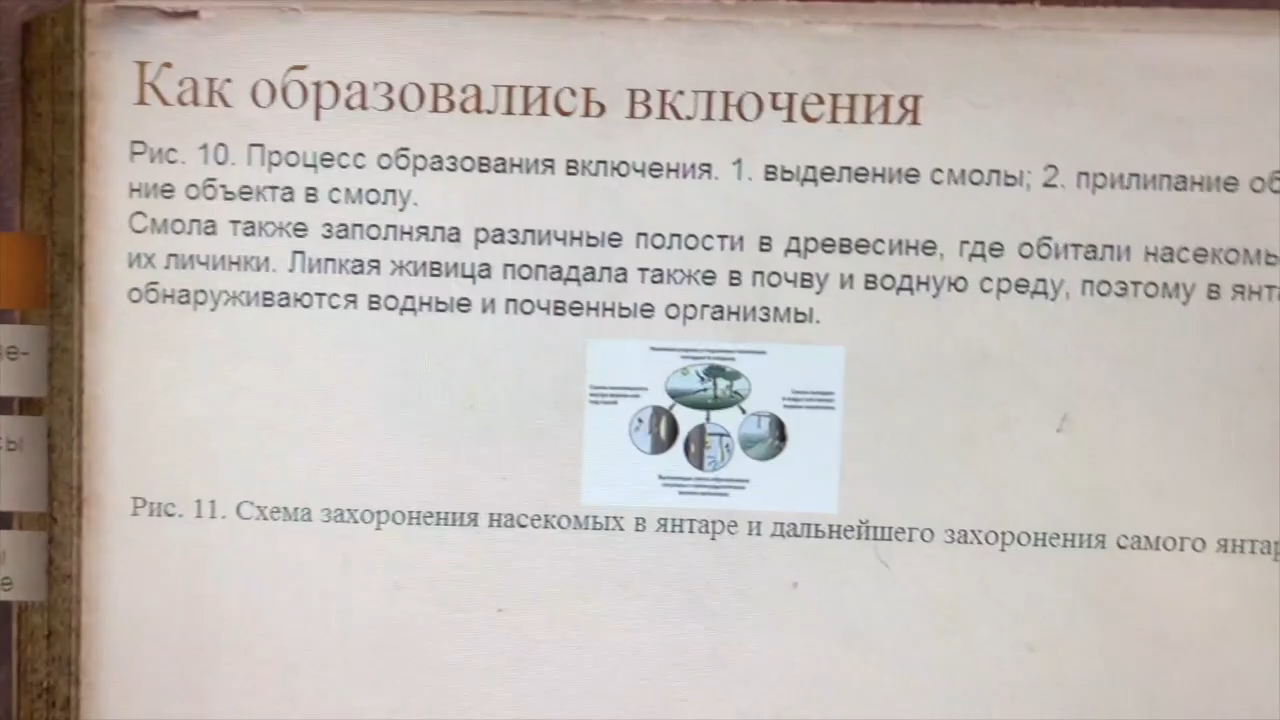 Как образовались включения
Рис. 10. Процесс образования включения. 1. выделение смолы; 2. прилипание об
ние объекта в смолу.
Смола также заполняла различные полости в древесине, где обитали насекомы
их личинки. Липкая живица попадала также в почву и водную среду, поэтому в янта
обнаруживаются водные и почвенные организмы.
Рис. 11. Схема захоронения насекомых в янтаре и дальнейшего захоронения самого янтар